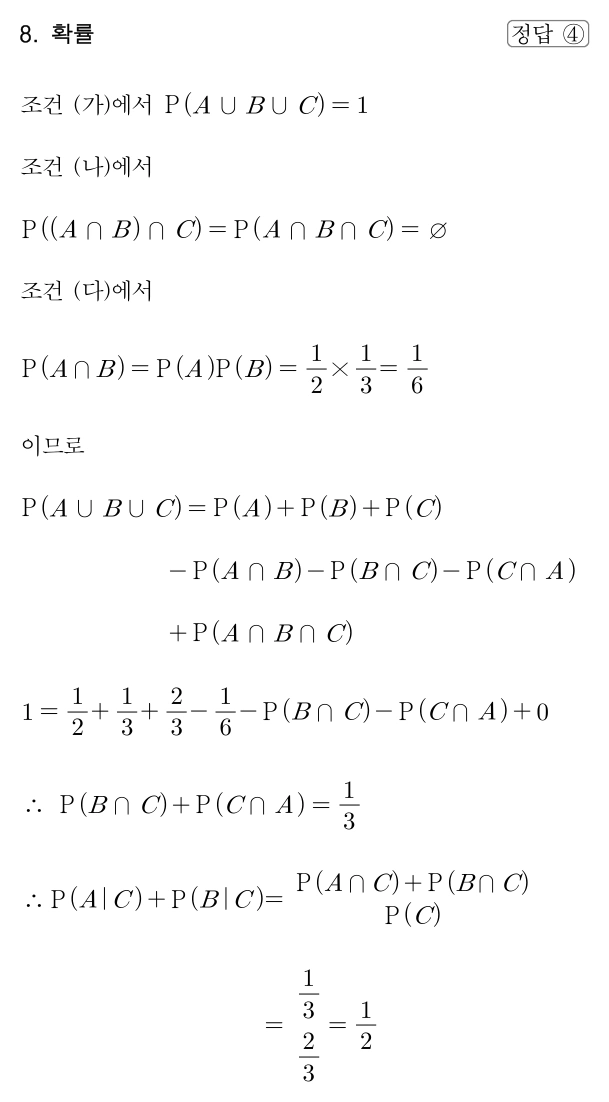 8. 확률 정답 ④
조건 (가)에서 P(A ∪ B ∪ C) = 1
조건 (나)에서
P((A ∩ B) ∩ C) = P(A ∩ B ∩ C) = ∅
조건 (다)에서
P(A ∩ B) = P(A)P(B) = 1/2 × 1/3 = 1/6
이므로
P(A ∪ B ∪ C) = P(A) + P(B) + P(C)
− P(A ∩ B) − P(B ∩ C) − P(C ∩ A)
+ P(A ∩ B ∩ C)
1 = 1/2 + 1/3 + 2/3 − 1/6 − P(B ∩ C) − P(C ∩ A) + 0
∴ P(B ∩ C) + P(C ∩ A) = 1/3
∴ P(A | C) + P(B | C) = (P(A ∩ C) + P(B ∩ C)) / P(C)
= (1/3) / (2/3) = 1/2